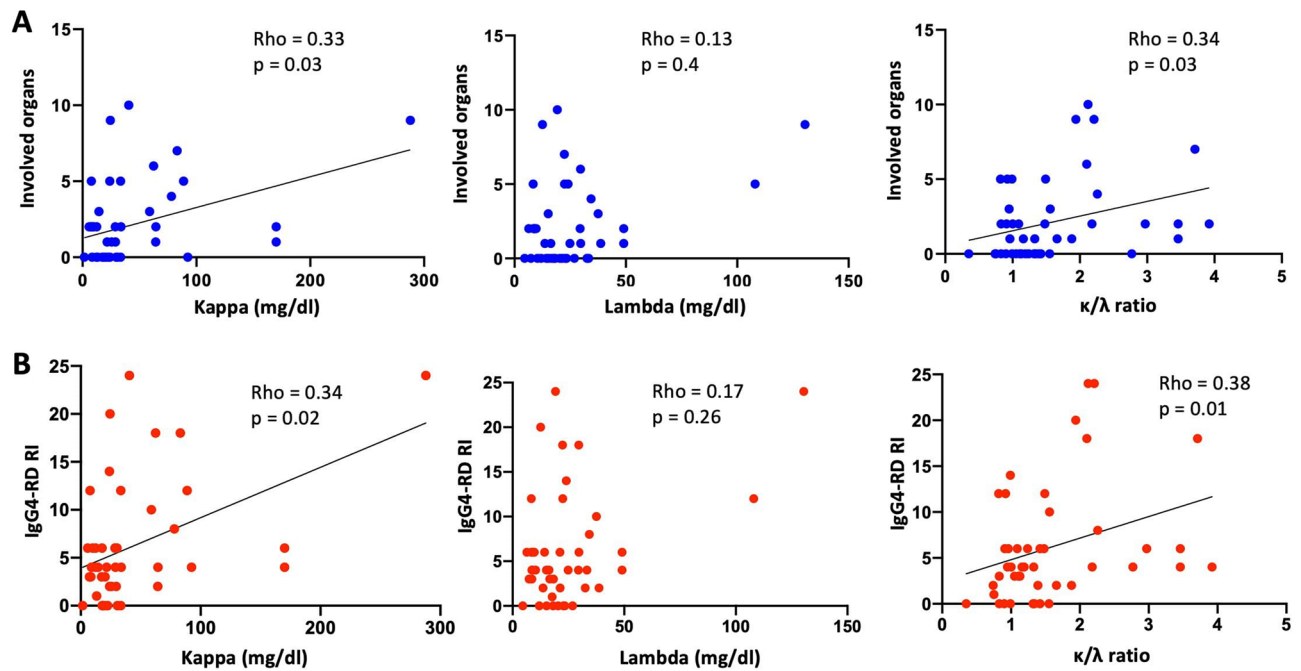 A
Involved organs
15
10
5
0
0
100
200
300
Kappa (mg/dl)
Rho = 0.33
p = 0.03
Involved organs
15
10
5
0
0
50
100
150
Lambda (mg/dl)
Rho = 0.13
p = 0.4
Involved organs
15
10
5
0
0
1
2
3
4
5
κ/λ ratio
Rho = 0.34
p = 0.03
B
IgG4-RD RI
25
20
15
10
5
0
0
100
200
300
Kappa (mg/dl)
Rho = 0.34
p = 0.02
IgG4-RD RI
25
20
15
10
5
0
0
50
100
150
Lambda (mg/dl)
Rho = 0.17
p = 0.26
IgG4-RD RI
25
20
15
10
5
0
0
1
2
3
4
5
κ/λ ratio
Rho = 0.38
p = 0.01